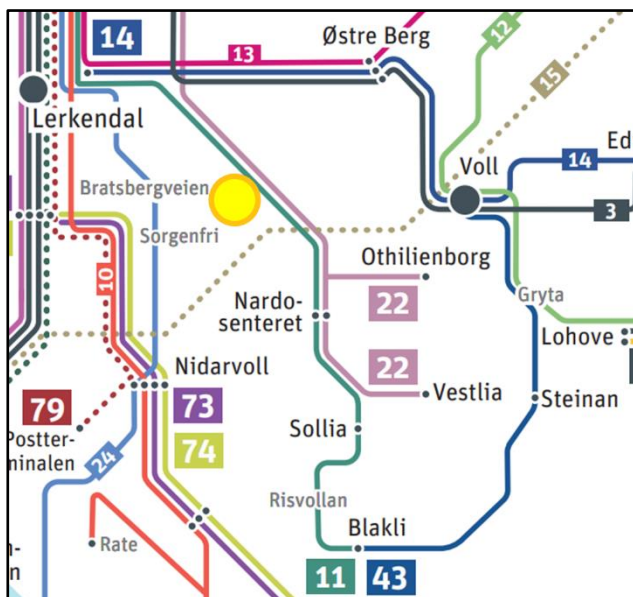 14
13
Østre Berg
12
15
Lerkendal
Voll
Ed
14
Bratsbergveien
3
Sorgenfri
Othilienborg
10
22
Gryta
Nardo-
senteret
Lohove
Nidarvoll
22
79
73
Vestlia
Steinan
74
Sollia
Postter-
minalen
24
Risvollan
Rate
Blakli
n-
n
11
43